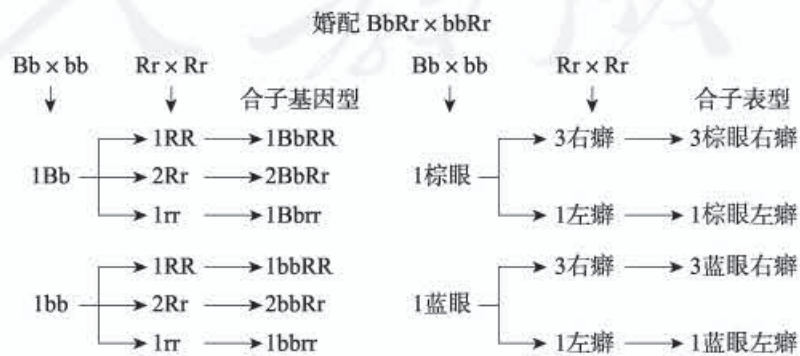 婚配 BbRr × bbRr
Bb × bb Rr × Rr Bb × bb Rr × Rr
合子基因型 合子表型
1RR 1BbRR 3右癖 3棕眼右癖
1Bb 2Rr 2BbRr 1棕眼
1rr 1Bbrr 1左癖 1棕眼左癖
1RR 1bbRR 3右癖 3蓝眼右癖
1bb 2Rr 2bbRr 1蓝眼
1rr 1bbrr 1左癖 1蓝眼左癖